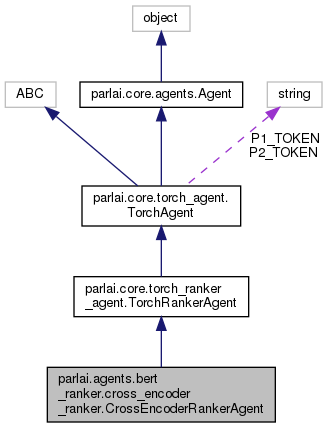 object
ABC
parlai.core.agents.Agent
string
P1_TOKEN
P2_TOKEN
parlai.core.torch_agent.
TorchAgent
parlai.core.torch_ranker
_agent.TorchRankerAgent
parlai.agents.bert
_ranker.cross_encoder
_ranker.CrossEncoderRankerAgent